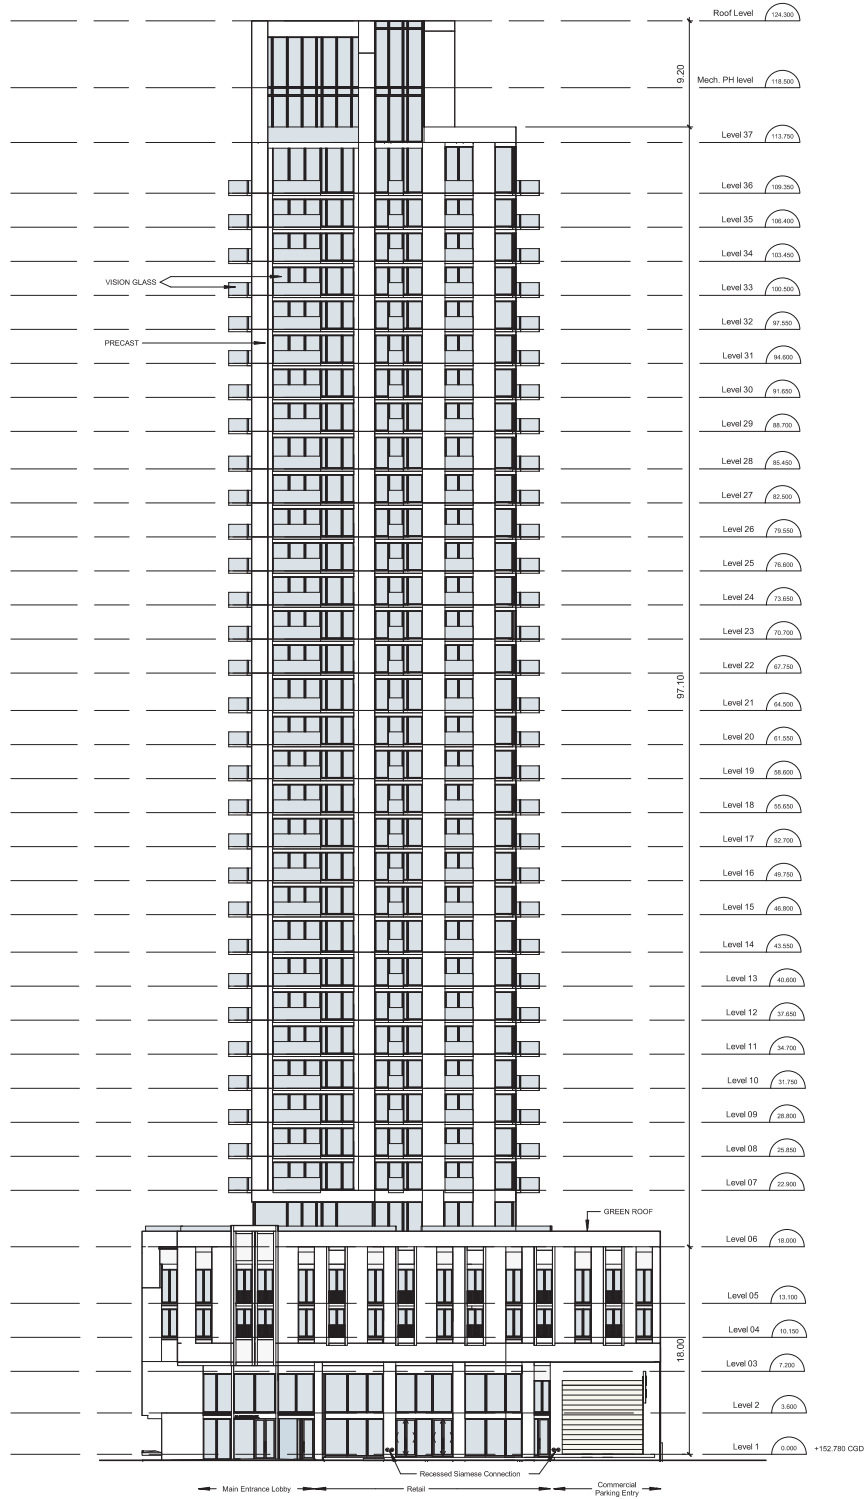 Roof Level 124.300
9.20
Mech. PH level 118.500
Level 37 113.750
Level 36 109.350
Level 35 106.400
Level 34 103.450
VISION GLASS
Level 33 100.500
Level 32 97.550
PRECAST
Level 31 94.600
Level 30 91.650
Level 29 88.700
Level 28 85.450
Level 27 82.500
Level 26 79.550
Level 25 76.600
Level 24 73.650
Level 23 70.700
Level 22 67.750
97.10
Level 21 64.500
Level 20 61.550
Level 19 58.600
Level 18 55.650
Level 17 52.700
Level 16 49.750
Level 15 46.800
Level 14 43.550
Level 13 40.600
Level 12 37.650
Level 11 34.700
Level 10 31.750
Level 09 28.800
Level 08 25.850
Level 07 22.900
GREEN ROOF
Level 06 18.000
Level 05 13.100
Level 04 10.150
18.00
Level 03 7.200
Level 2 3.600
Level 1 0.000 +152.780 CGD
Recessed Siamese Connection
Main Entrance Lobby
Retail
Commercial
Parking Entry